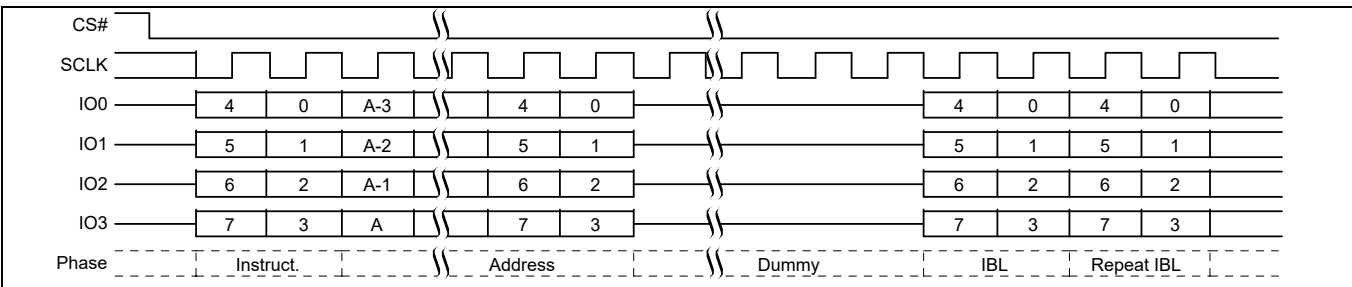 CS#
SCLK
IO0 4 0 A-3 4 0 4 0 4 0
IO1 5 1 A-2 5 1 5 1 5 1
IO2 6 2 A-1 6 2 6 2 6 2
IO3 7 3 A 7 3 7 3 7 3
Phase Instruct. Address Dummy IBL Repeat IBL